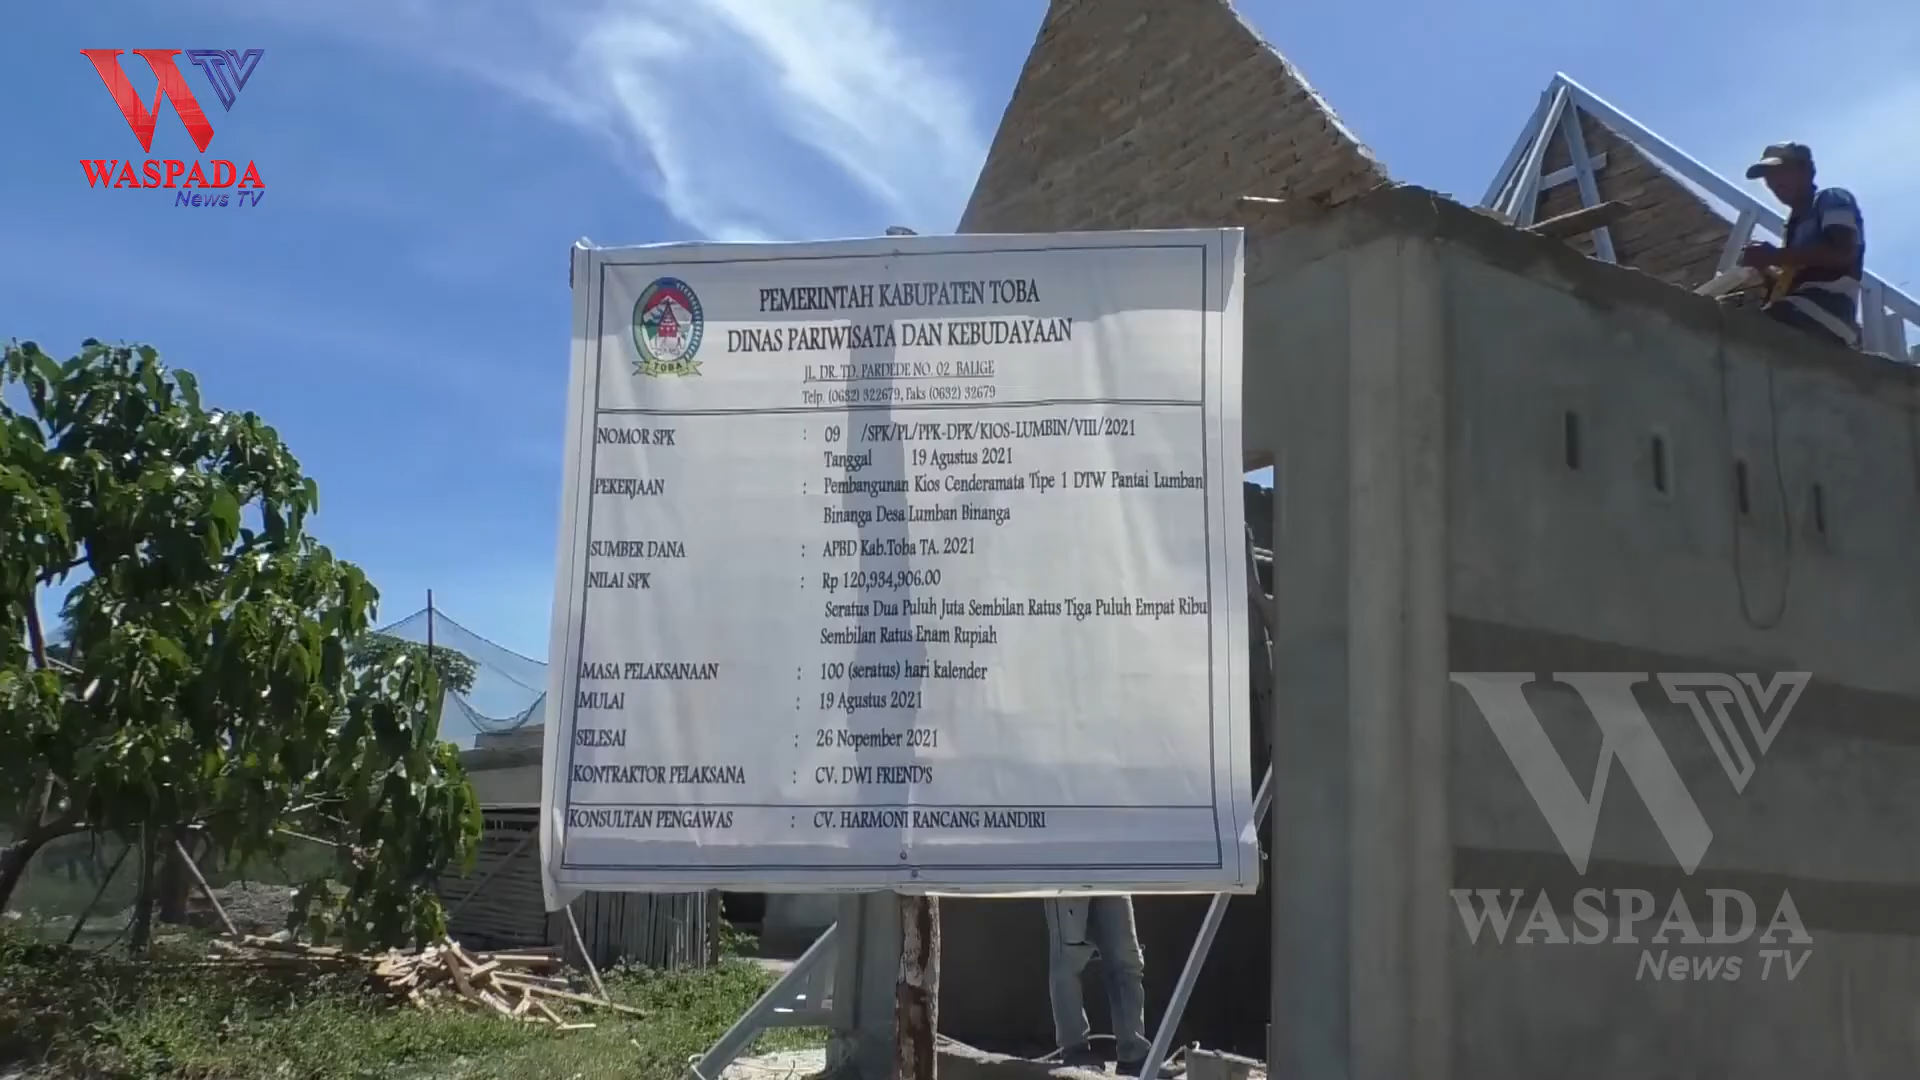 W TV
WASPADA
News TV
PEMERINTAH KABUPATEN TOBA
DINAS PARIWISATA DAN KEBUDAYAAN
JL. DR. TD. PARDEDE NO. 02 BALIGE
Telp. (0632) 322679, Faks (0632) 32679
TOBA
NOMOR SPK : 09 /SPK/PL/PPK-DPK/KIOS-LUMBIN/VIII/2021
Tanggal 19 Agustus 2021
PEKERJAAN : Pembangunan Kios Cenderamata Tipe 1 DTW Pantai Lumban
Binanga Desa Lumban Binanga
SUMBER DANA : APBD Kab.Toba TA. 2021
NILAI SPK : Rp 120,934,906.00
Seratus Dua Puluh Juta Sembilan Ratus Tiga Puluh Empat Ribu
Sembilan Ratus Enam Rupiah
MASA PELAKSANAAN : 100 (seratus) hari kalender
MULAI : 19 Agustus 2021
SELESAI : 26 Nopember 2021
KONTRAKTOR PELAKSANA : CV. DWI FRIEND'S
KONSULTAN PENGAWAS : CV. HARMONI RANCANG MANDIRI
W TV
WASPADA
News TV